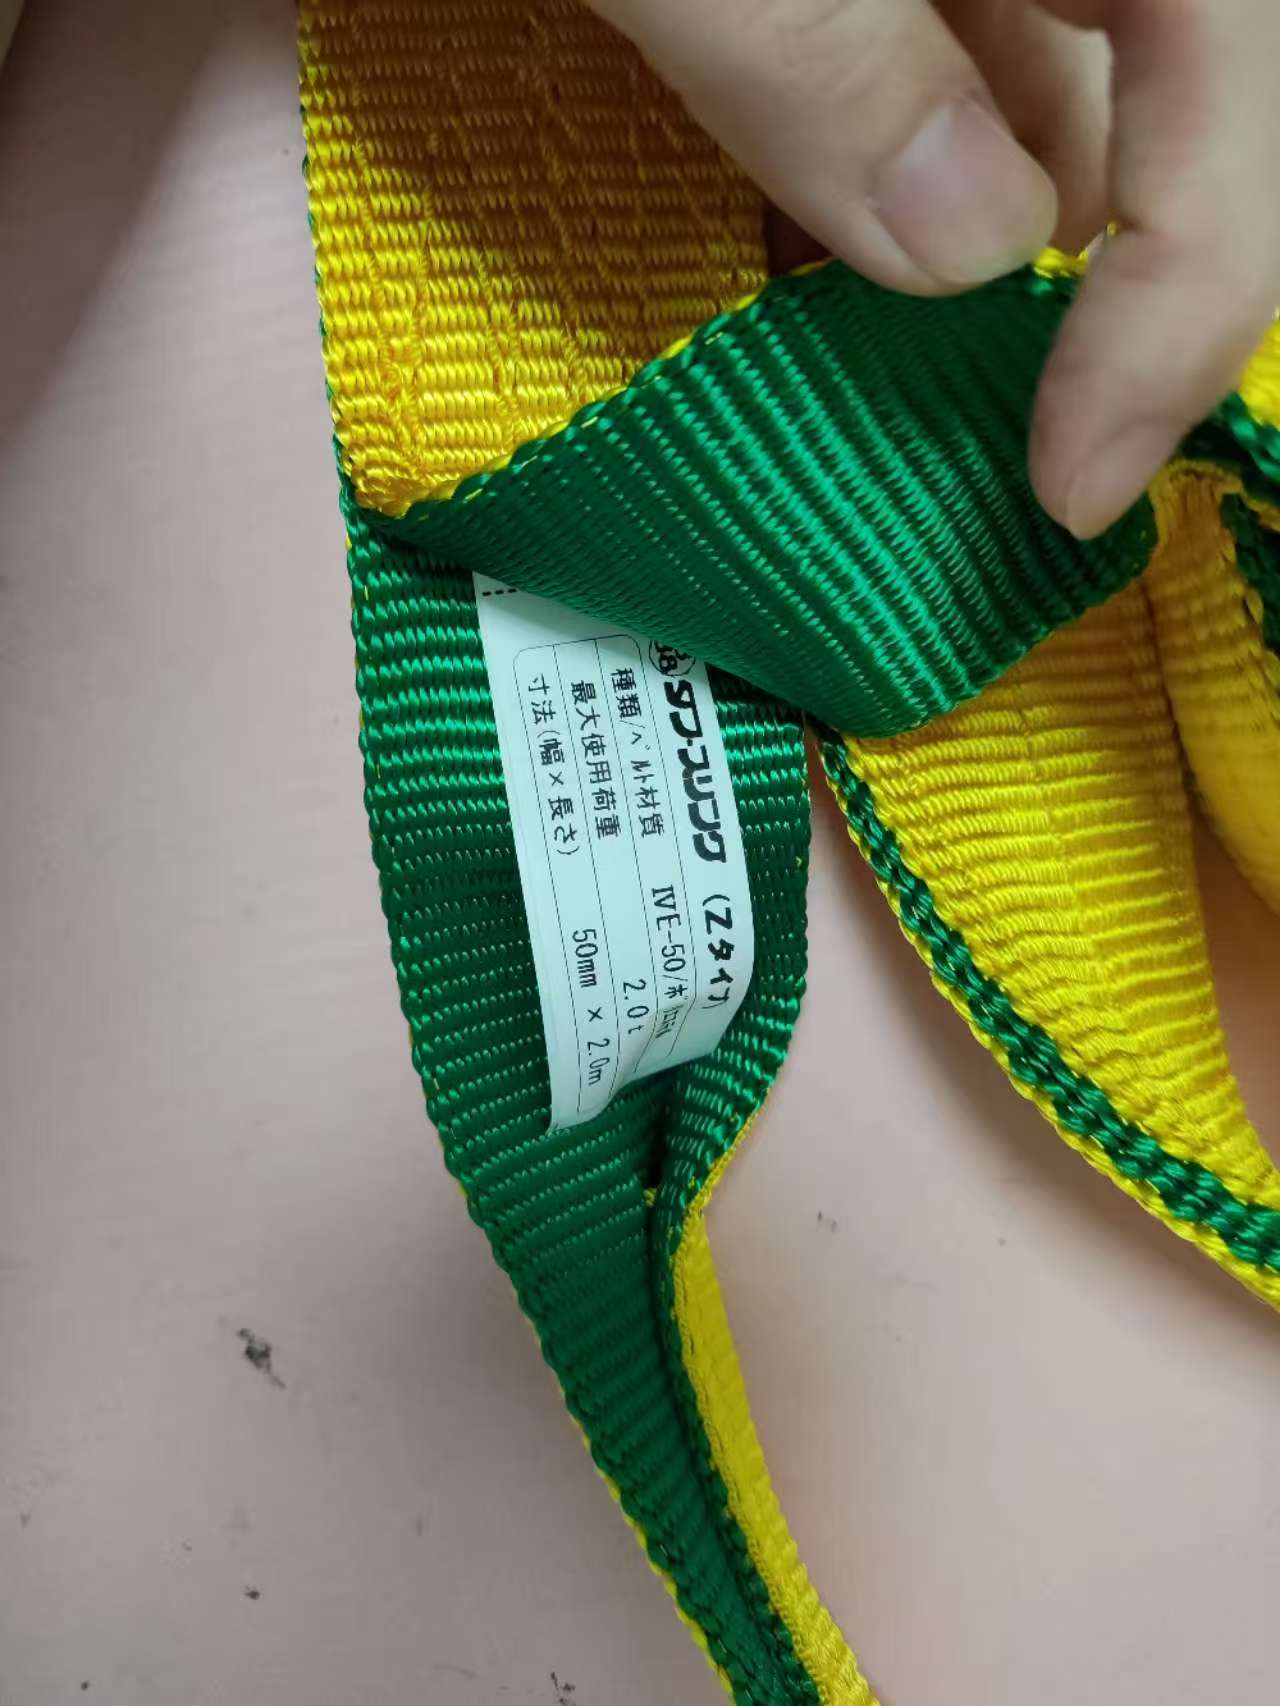 タフ・スリング (Zタイプ)
種類/ベルト材質 ⅣE-50/ポリエステル
最大使用荷重 2.0t
寸法(幅×長さ) 50mm × 2.0m